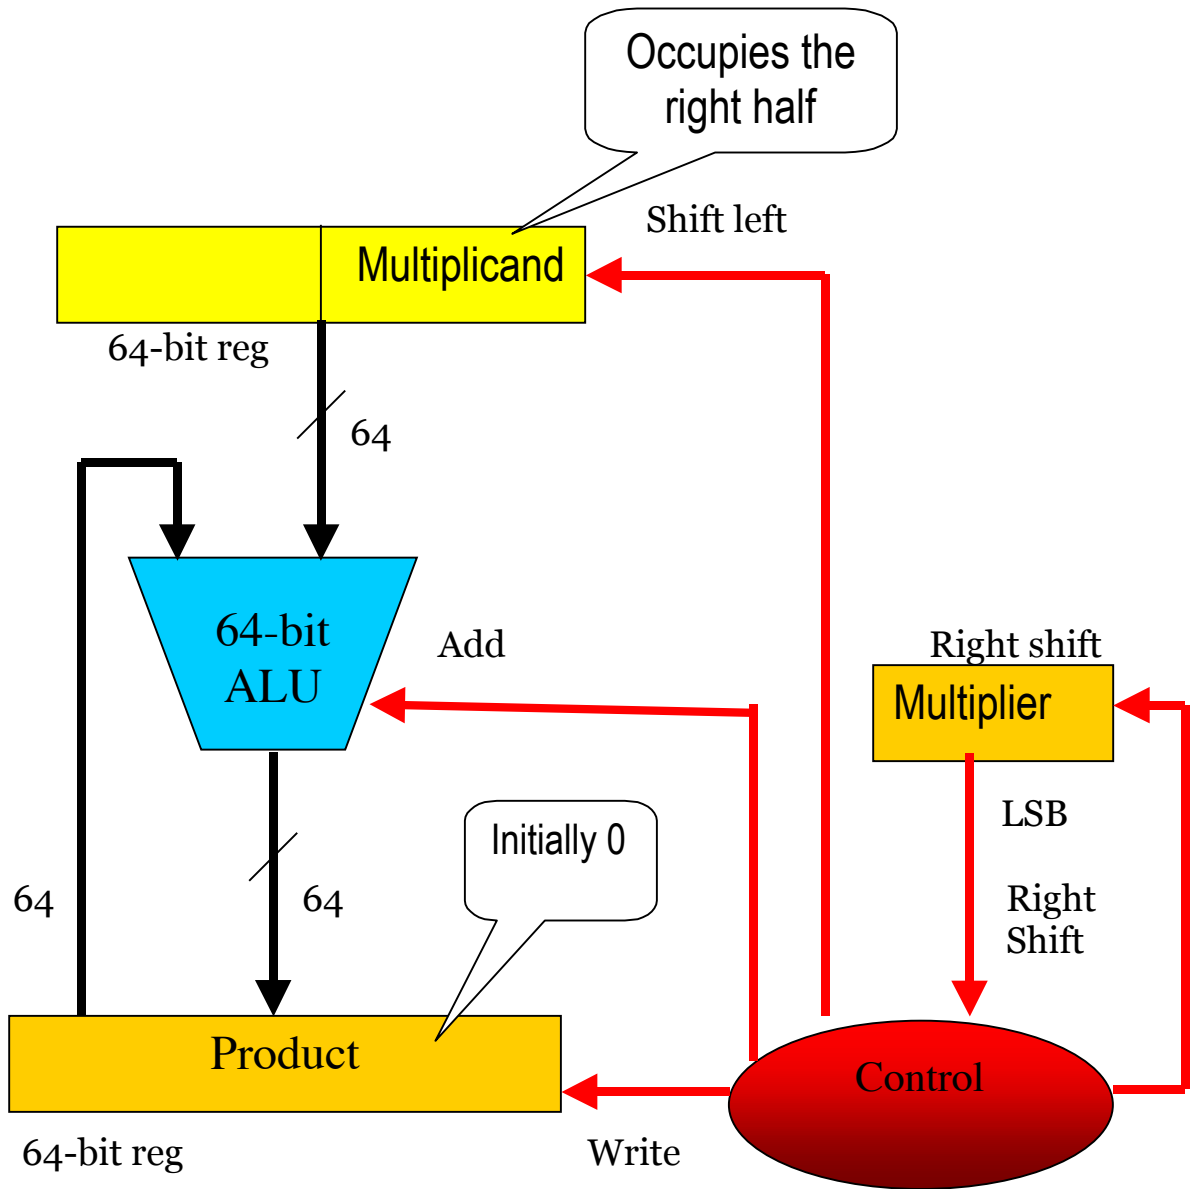 Occupies the
right half
Shift left
Multiplicand
64-bit reg
64
64-bit
ALU
Add
Right shift
Multiplier
LSB
Initially 0
64
64
Right
Shift
Product
Control
64-bit reg
Write